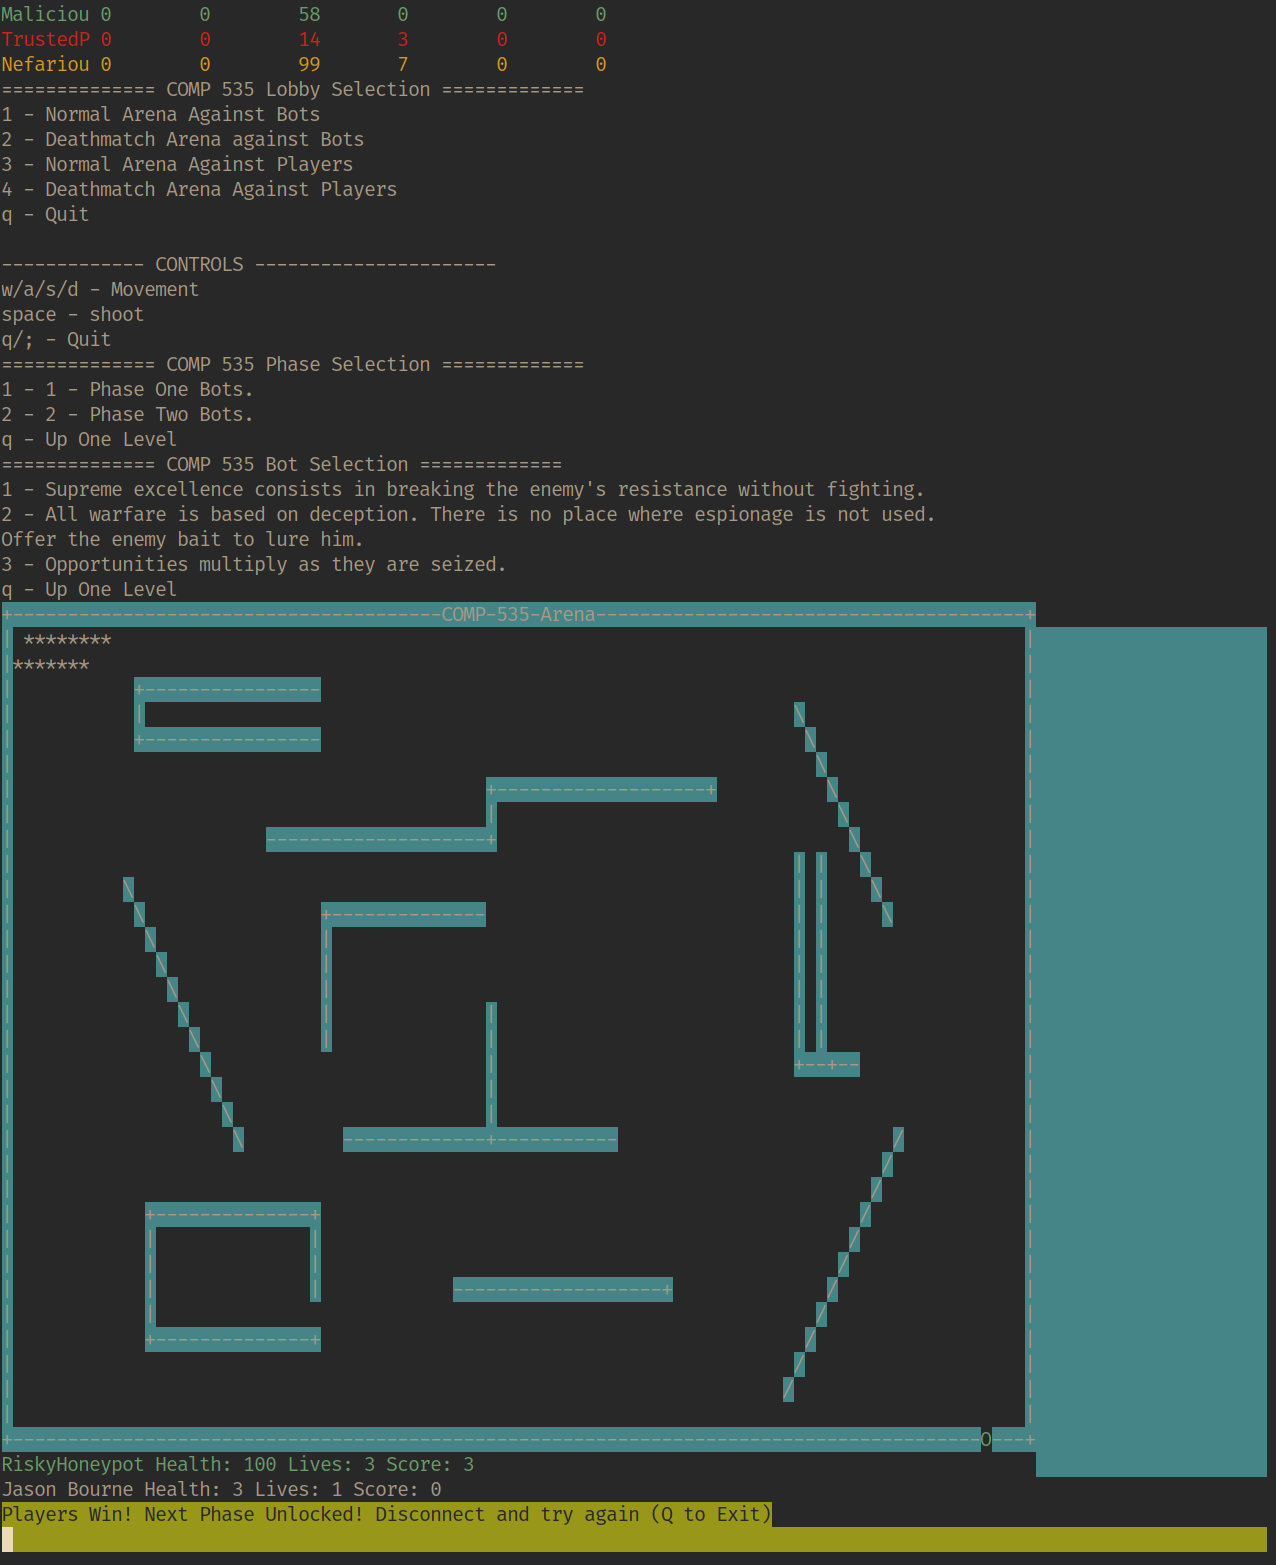 Maliciou 0 0 58 0 0 0
TrustedP 0 0 14 3 0 0
Nefariou 0 0 99 7 0 0
============== COMP 535 Lobby Selection =============
1 - Normal Arena Against Bots
2 - Deathmatch Arena against Bots
3 - Normal Arena Against Players
4 - Deathmatch Arena Against Players
q - Quit
------------- CONTROLS ----------------------
w/a/s/d - Movement
space - shoot
q/; - Quit
============== COMP 535 Phase Selection =============
1 - 1 - Phase One Bots.
2 - 2 - Phase Two Bots.
q - Up One Level
============== COMP 535 Bot Selection =============
1 - Supreme excellence consists in breaking the enemy's resistance without fighting.
2 - All warfare is based on deception. There is no place where espionage is not used.
Offer the enemy bait to lure him.
3 - Opportunities multiply as they are seized.
q - Up One Level
COMP-535-Arena
********
*******
O
RiskyHoneypot Health: 100 Lives: 3 Score: 3
Jason Bourne Health: 3 Lives: 1 Score: 0
Players Win! Next Phase Unlocked! Disconnect and try again (Q to Exit)